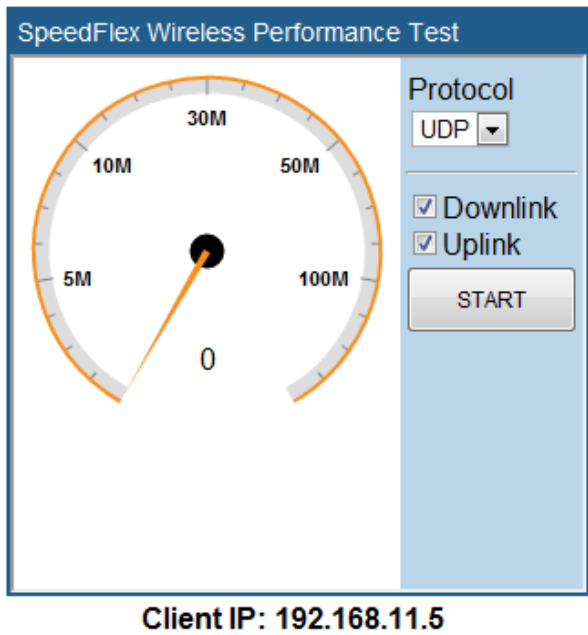 SpeedFlex Wireless Performance Test
Protocol
UDP
30M
10M
50M
5M
100M
0
Downlink
Uplink
START
Client IP: 192.168.11.5